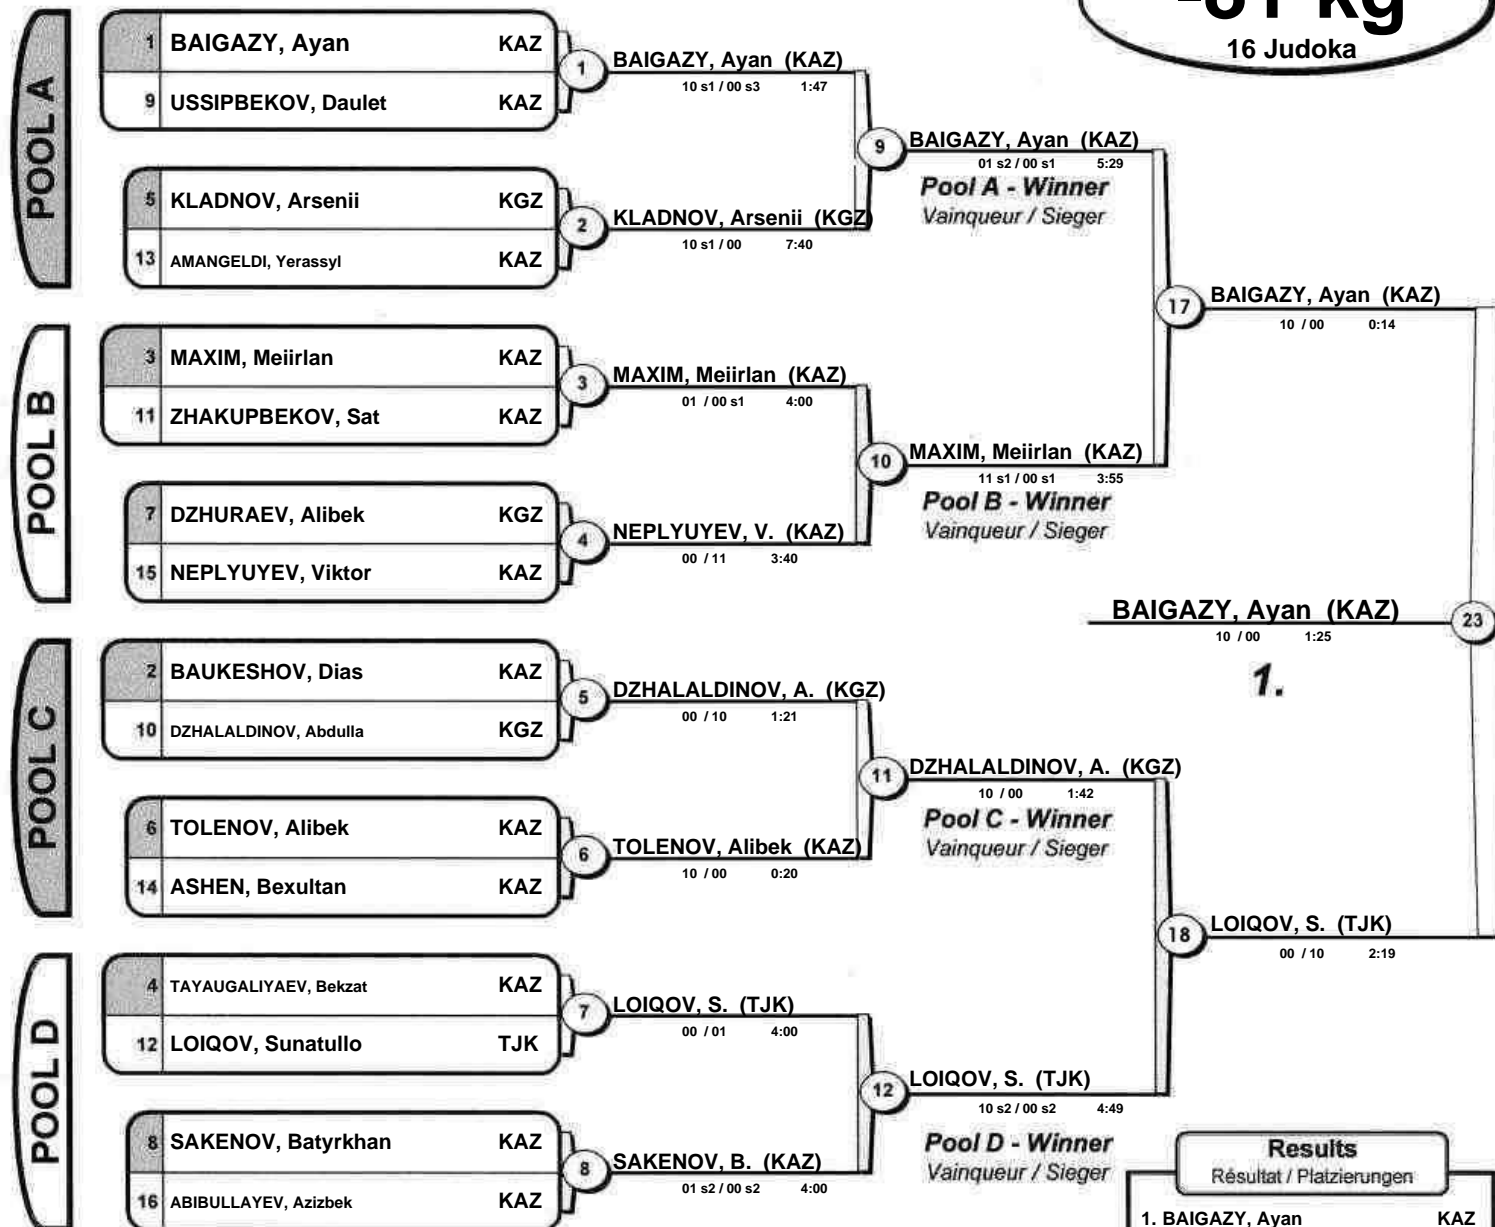 -81 kg
16 Judoka
POOL A
1 BAIGAZY, Ayan KAZ
9 USSIPBEKOV, Daulet KAZ
1
BAIGAZY, Ayan (KAZ)
10 s1 / 00 s3 1:47
5 KLADNOV, Arsenii KGZ
13 AMANGELDI, Yerassyl KAZ
2
KLADNOV, Arsenii (KGZ)
10 s1 / 00 7:40
9
BAIGAZY, Ayan (KAZ)
01 s2 / 00 s1 5:29
Pool A - Winner
Vainqueur / Sieger
POOL B
3 MAXIM, Meiirlan KAZ
11 ZHAKUPBEKOV, Sat KAZ
3
MAXIM, Meiirlan (KAZ)
01 / 00 s1 4:00
7 DZHURAEV, Alibek KGZ
15 NEPLYUYEV, Viktor KAZ
4
NEPLYUYEV, V. (KAZ)
00 / 11 3:40
10
MAXIM, Meiirlan (KAZ)
11 s1 / 00 s1 3:55
Pool B - Winner
Vainqueur / Sieger
17
BAIGAZY, Ayan (KAZ)
10 / 00 0:14
BAIGAZY, Ayan (KAZ)
10 / 00 1:25
23
1.
POOL C
2 BAUKESHOV, Dias KAZ
10 DZHALALDINOV, Abdulla KGZ
5
DZHALALDINOV, A. (KGZ)
00 / 10 1:21
6 TOLENOV, Alibek KAZ
14 ASHEN, Bexultan KAZ
6
TOLENOV, Alibek (KAZ)
10 / 00 0:20
11
DZHALALDINOV, A. (KGZ)
10 / 00 1:42
Pool C - Winner
Vainqueur / Sieger
POOL D
4 TAYAUGALIYAEV, Bekzat KAZ
12 LOIQOV, Sunatullo TJK
7
LOIQOV, S. (TJK)
00 / 01 4:00
8 SAKENOV, Batyrkhan KAZ
16 ABIBULLAYEV, Azizbek KAZ
8
SAKENOV, B. (KAZ)
01 s2 / 00 s2 4:00
12
LOIQOV, S. (TJK)
10 s2 / 00 s2 4:49
Pool D - Winner
Vainqueur / Sieger
18
LOIQOV, S. (TJK)
00 / 10 2:19
Results
Résultat / Platzierungen
1. BAIGAZY, Ayan KAZ